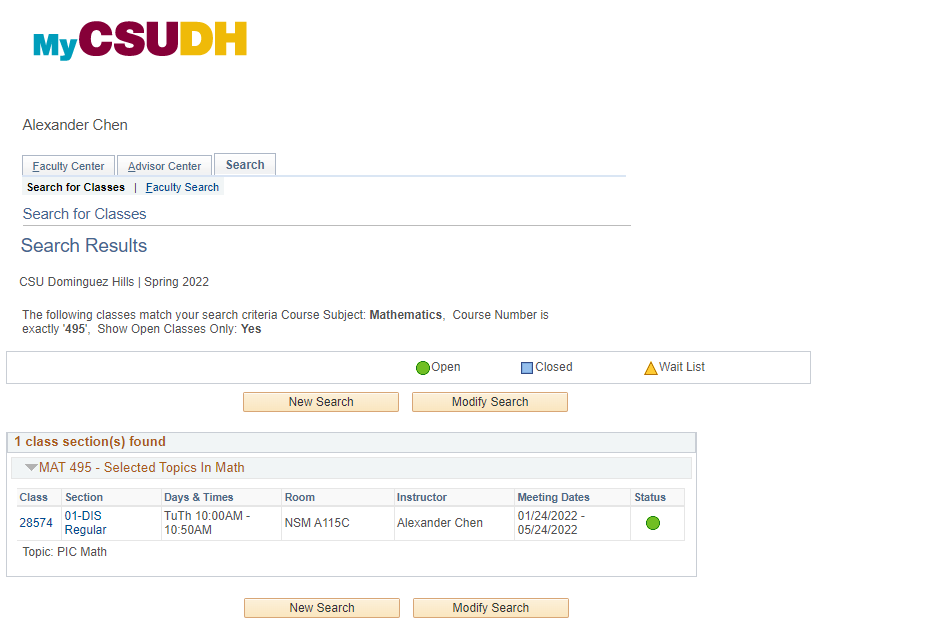 MyCSUDH
Alexander Chen
Faculty Center Advisor Center Search
Search for Classes | Faculty Search
Search for Classes
Search Results
CSU Dominguez Hills | Spring 2022
The following classes match your search criteria Course Subject: Mathematics, Course Number is
exactly '495', Show Open Classes Only: Yes
Open Closed Wait List
New Search Modify Search
1 class section(s) found
MAT 495 - Selected Topics In Math
Class Section Days & Times Room Instructor Meeting Dates Status
28574 01-DIS Regular TuTh 10:00AM - 10:50AM NSM A115C Alexander Chen 01/24/2022 - 05/24/2022
Topic: PIC Math
New Search Modify Search